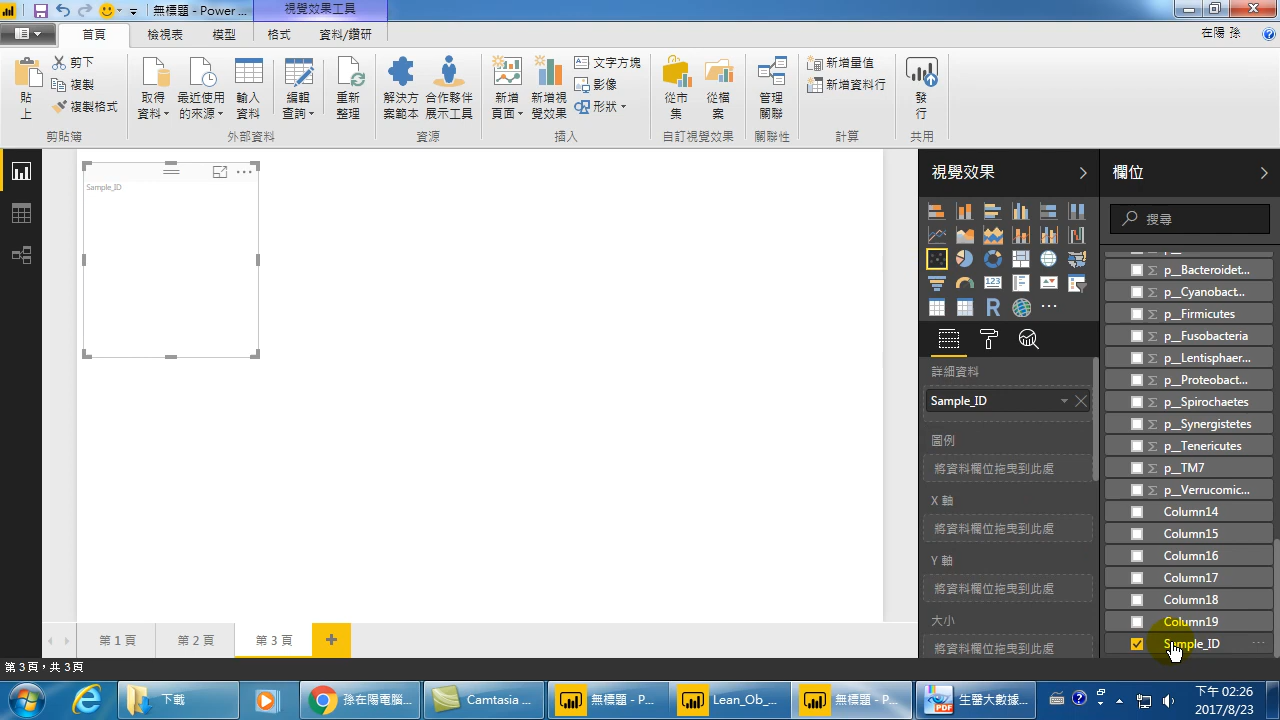 無標題 - Power ...
視覺效果工具
首頁
檢視表
模型
格式
資料/鑽研
在陽 孫
貼上
剪下
複製
複製格式
剪貼簿
取得資料
最近使用的來源
輸入資料
編輯查詢
重新整理
外部資料
解決方案範本
合作夥伴展示工具
資源
新增頁面
新增視覺效果
文字方塊
影像
形狀
插入
從市集
從檔案
自訂視覺效果
管理關聯
關聯性
新增量值
新增資料行
計算
發行
共用
Sample_ID
視覺效果
123
R
詳細資料
Sample_ID
圖例
將資料欄位拖曳到此處
X 軸
將資料欄位拖曳到此處
Y 軸
將資料欄位拖曳到此處
大小
將資料欄位拖曳到此處
欄位
搜尋
p__Bacteroidet...
p__Cyanobact...
p__Firmicutes
p__Fusobacteria
p__Lentisphaer...
p__Proteobact...
p__Spirochaetes
p__Synergistetes
p__Tenericutes
p__TM7
p__Verrucomic...
Column14
Column15
Column16
Column17
Column18
Column19
Sample_ID
第 1 頁
第 2 頁
第 3 頁
第 3 頁，共 3 頁
下載
孫在陽電腦...
Camtasia
無標題 - P...
Lean_Ob_...
無標題 - P...
PDF
生醫大數據...
下午 02:26
2017/8/23